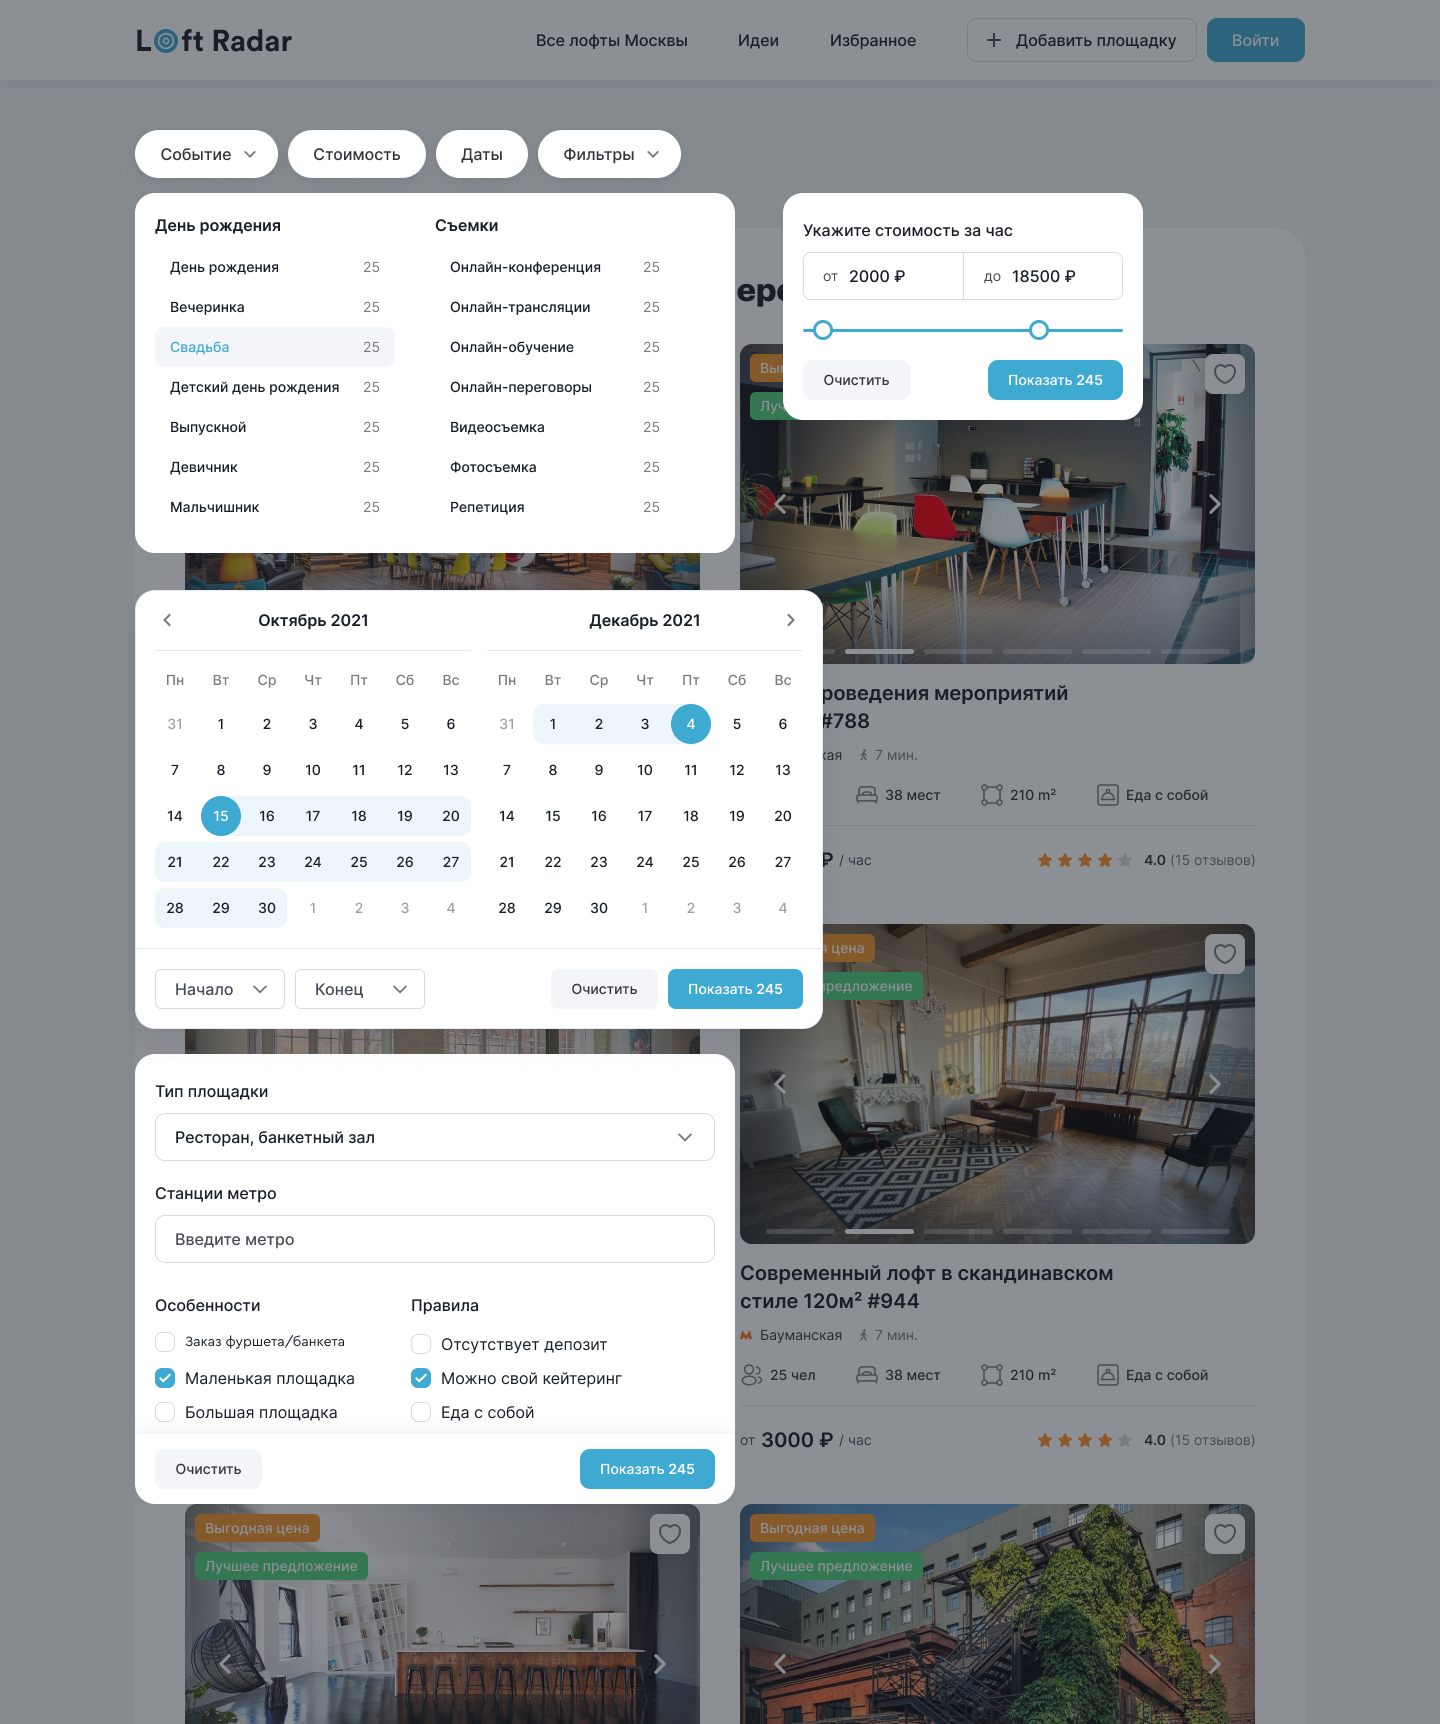 Loft Radar
Все лофты Москвы
Идеи
Избранное
Добавить площадку
Войти
Событие
Стоимость
Даты
Фильтры
День рождения
День рождения 25
Вечеринка 25
Свадьба 25
Детский день рождения 25
Выпускной 25
Девичник 25
Мальчишник 25
Съемки
Онлайн-конференция 25
Онлайн-трансляции 25
Онлайн-обучение 25
Онлайн-переговоры 25
Видеосъемка 25
Фотосъемка 25
Репетиция 25
Укажите стоимость за час
от 2000 ₽
до 18500 ₽
Очистить
Показать 245
Октябрь 2021
Пн Вт Ср Чт Пт Сб Вс
31 1 2 3 4 5 6
7 8 9 10 11 12 13
14 15 16 17 18 19 20
21 22 23 24 25 26 27
28 29 30 1 2 3 4
Декабрь 2021
Пн Вт Ср Чт Пт Сб Вс
31 1 2 3 4 5 6
7 8 9 10 11 12 13
14 15 16 17 18 19 20
21 22 23 24 25 26 27
28 29 30 1 2 3 4
Начало
Конец
Очистить
Показать 245
роведения мероприятий
#788
кая 7 мин.
38 мест
210 m²
Еда с собой
₽ / час
4.0 (15 отзывов)
я цена
предложение
Тип площадки
Ресторан, банкетный зал
Станции метро
Введите метро
Особенности
Заказ фуршета/банкета
Маленькая площадка
Большая площадка
Правила
Отсутствует депозит
Можно свой кейтеринг
Еда с собой
Очистить
Показать 245
Современный лофт в скандинавском
стиле 120м² #944
Бауманская 7 мин.
25 чел
38 мест
210 m²
Еда с собой
от 3000 ₽ / час
4.0 (15 отзывов)
Выгодная цена
Лучшее предложение
Выгодная цена
Лучшее предложение